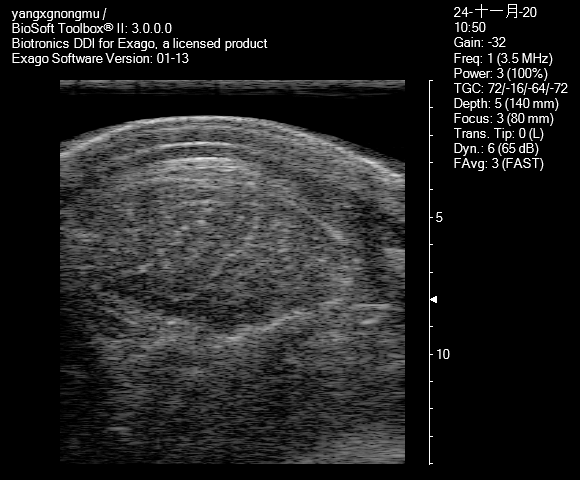 yangxgnongmu /
BioSoft Toolbox® II: 3.0.0.0
Biotronics DDI for Exago, a licensed product
Exago Software Version: 01-13
24-十一月-20
10:50
Gain: -32
Freq: 1 (3.5 MHz)
Power: 3 (100%)
TGC: 72/-16/-64/-72
Depth: 5 (140 mm)
Focus: 3 (80 mm)
Trans. Tip: 0 (L)
Dyn.: 6 (65 dB)
FAvg: 3 (FAST)
5
10